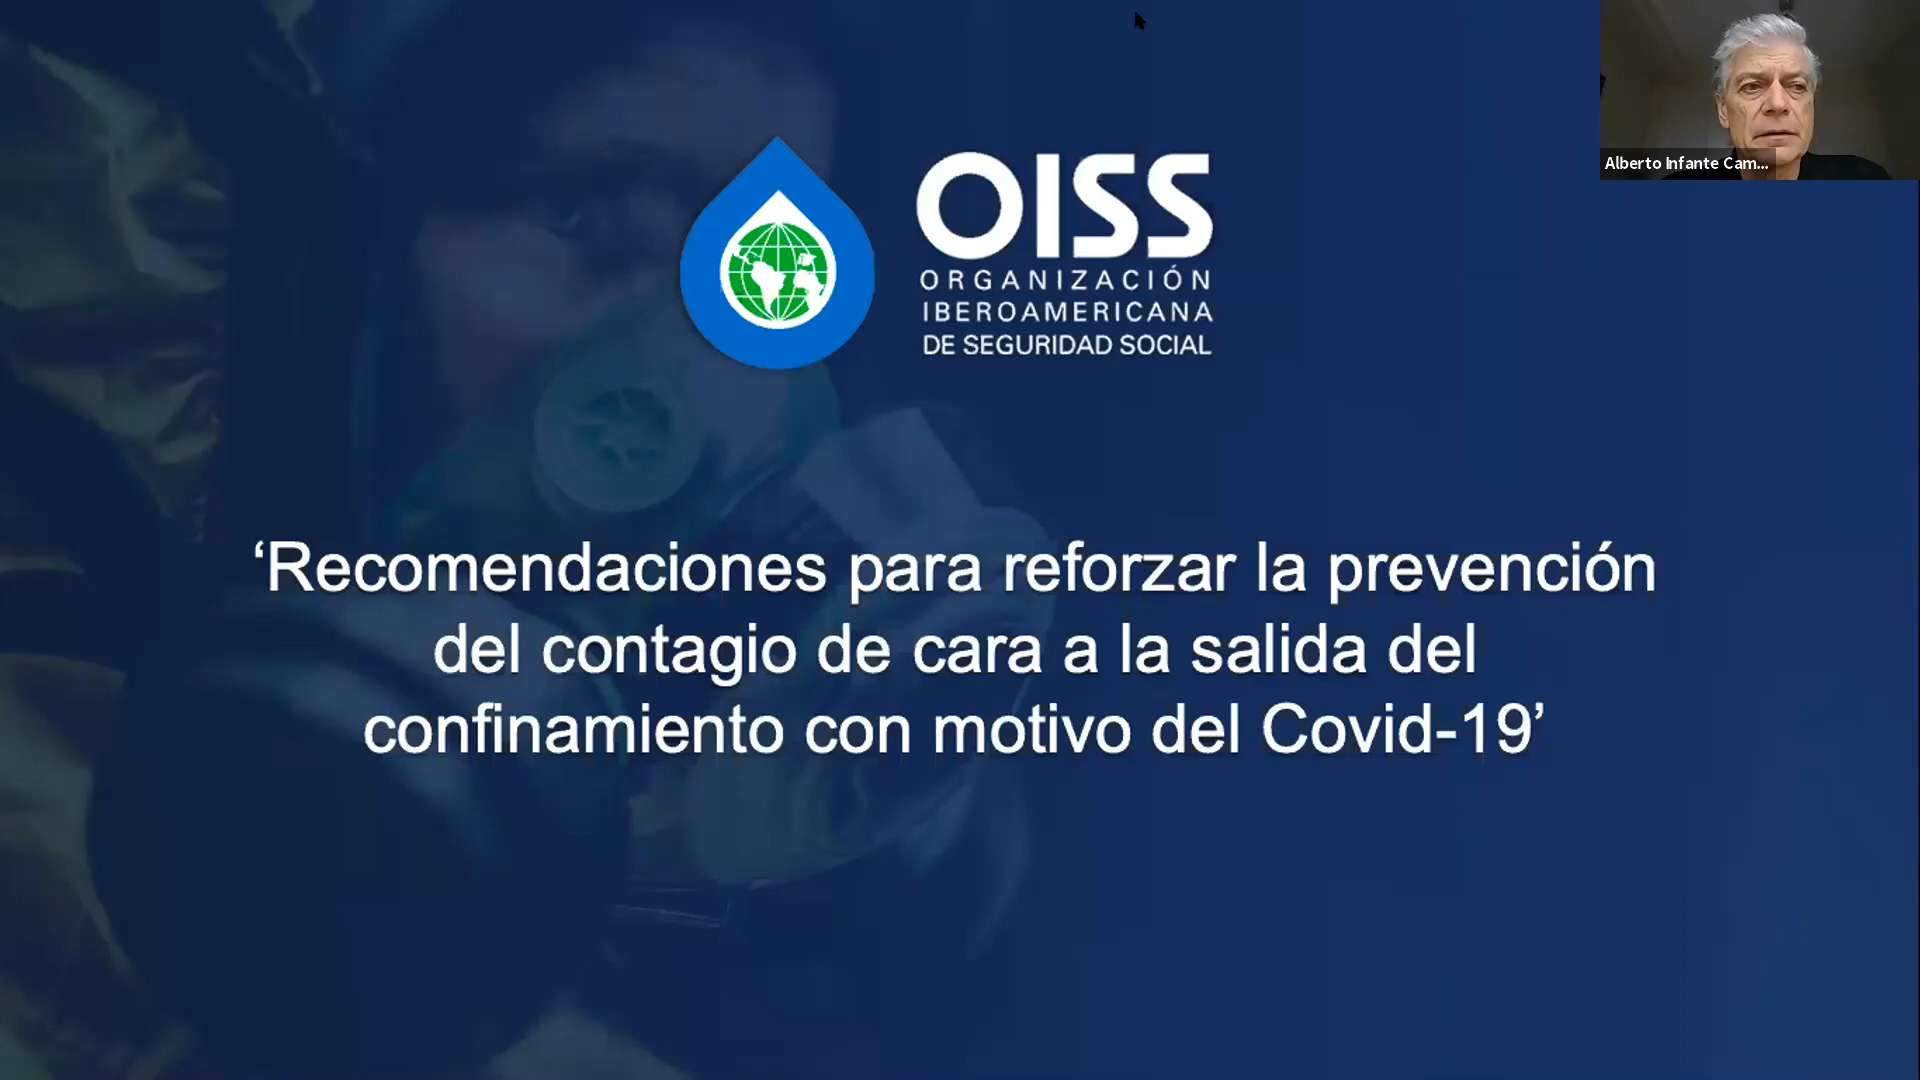 OISS
ORGANIZACIÓN
IBEROAMERICANA
DE SEGURIDAD SOCIAL
Alberto Infante Cam...
‘Recomendaciones para reforzar la prevención
del contagio de cara a la salida del
confinamiento con motivo del Covid-19’